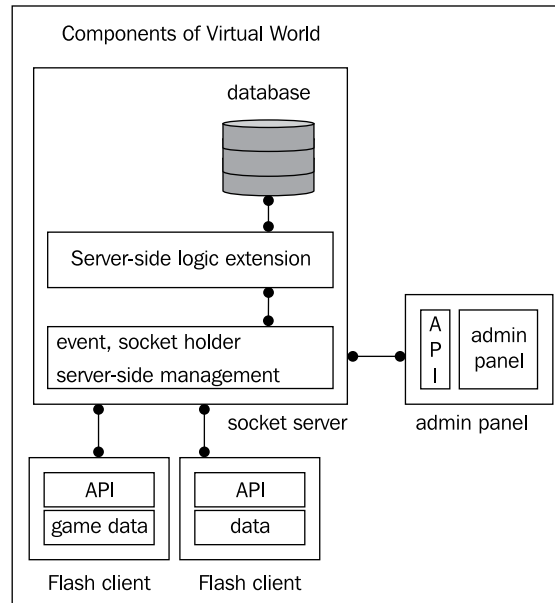 Components of Virtual World
database
Server-side logic extension
event, socket holder
server-side management
socket server
API
admin
panel
admin panel
API
game data
Flash client
API
data
Flash client